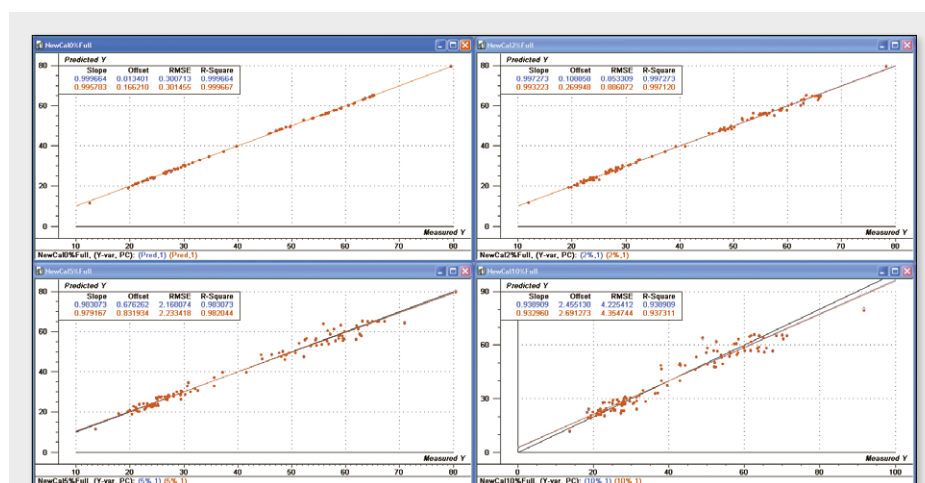 NewCal0%Full
Predicted Y
Slope Offset RMSE R-Square
0.999664 0.013401 0.300713 0.999664
0.995783 0.166210 0.301455 0.999667
80
60
40
20
0
10 20 30 40 50 60 70 80
Measured Y
NewCal0%Full, (Y-var, PC): (Pred,1) (Pred,1)
NewCal2%Full
Predicted Y
Slope Offset RMSE R-Square
0.997273 0.108050 0.853309 0.997273
0.993223 0.269948 0.886072 0.997120
80
60
40
20
0
10 20 30 40 50 60 70 80
Measured Y
NewCal2%Full, (Y-var, PC): (2%,1) (2%,1)
NewCal5%Full
Predicted Y
Slope Offset RMSE R-Square
0.983073 0.676262 2.160074 0.983073
0.979167 0.831934 2.233418 0.982044
80
60
40
20
0
10 20 30 40 50 60 70 80
Measured Y
NewCal5%Full, (Y-var, PC): (5%,1) (5%,1)
NewCal10%Full
Predicted Y
Slope Offset RMSE R-Square
0.938909 2.455130 4.225412 0.938909
0.932960 2.691273 4.354744 0.937311
90
60
30
0
0 20 40 60 80 100
Measured Y
NewCal10%Full, (Y-var, PC): (10%,1) (10%,1)